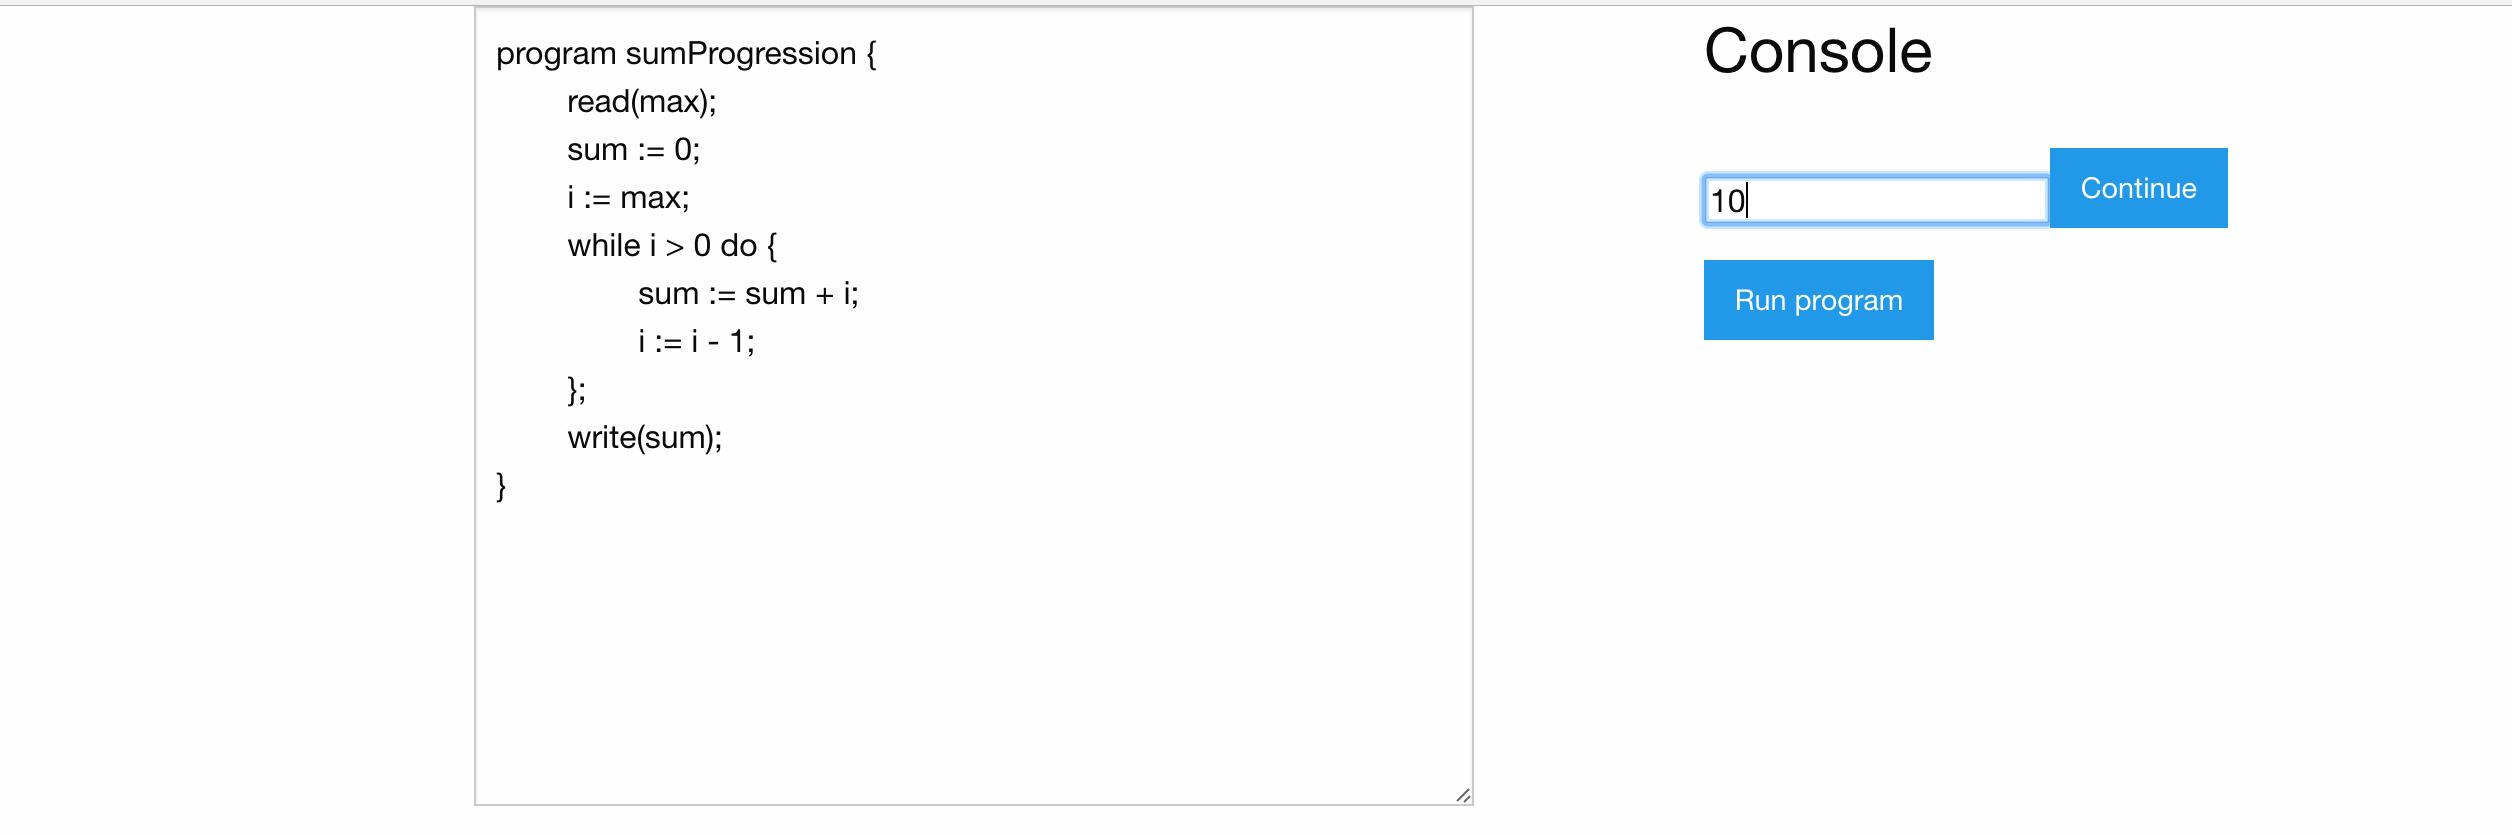 program sumProgression {
read(max);
sum := 0;
i := max;
while i > 0 do {
sum := sum + i;
i := i - 1;
};
write(sum);
}
Console
10
Continue
Run program